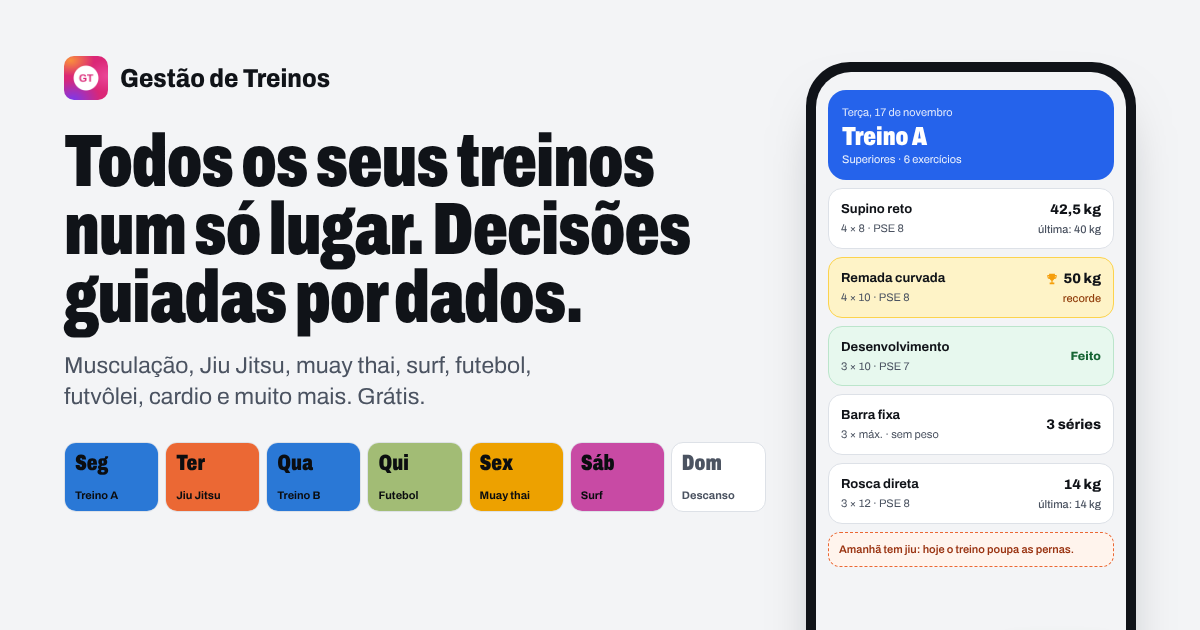 GT
Gestão de Treinos
Todos os seus treinos
num só lugar. Decisões
guiadas por dados.
Musculação, Jiu Jitsu, muay thai, surf, futebol,
futvôlei, cardio e muito mais. Grátis.
Seg
Treino A
Ter
Jiu Jitsu
Qua
Treino B
Qui
Futebol
Sex
Muay thai
Sáb
Surf
Dom
Descanso
Terça, 17 de novembro
Treino A
Superiores · 6 exercícios
Supino reto
42,5 kg
4 × 8 · PSE 8
última: 40 kg
Remada curvada
50 kg
4 × 10 · PSE 8
recorde
Desenvolvimento
3 × 10 · PSE 7
Feito
Barra fixa
3 × máx. · sem peso
3 séries
Rosca direta
14 kg
3 × 12 · PSE 8
última: 14 kg
Amanhã tem jiu: hoje o treino poupa as pernas.